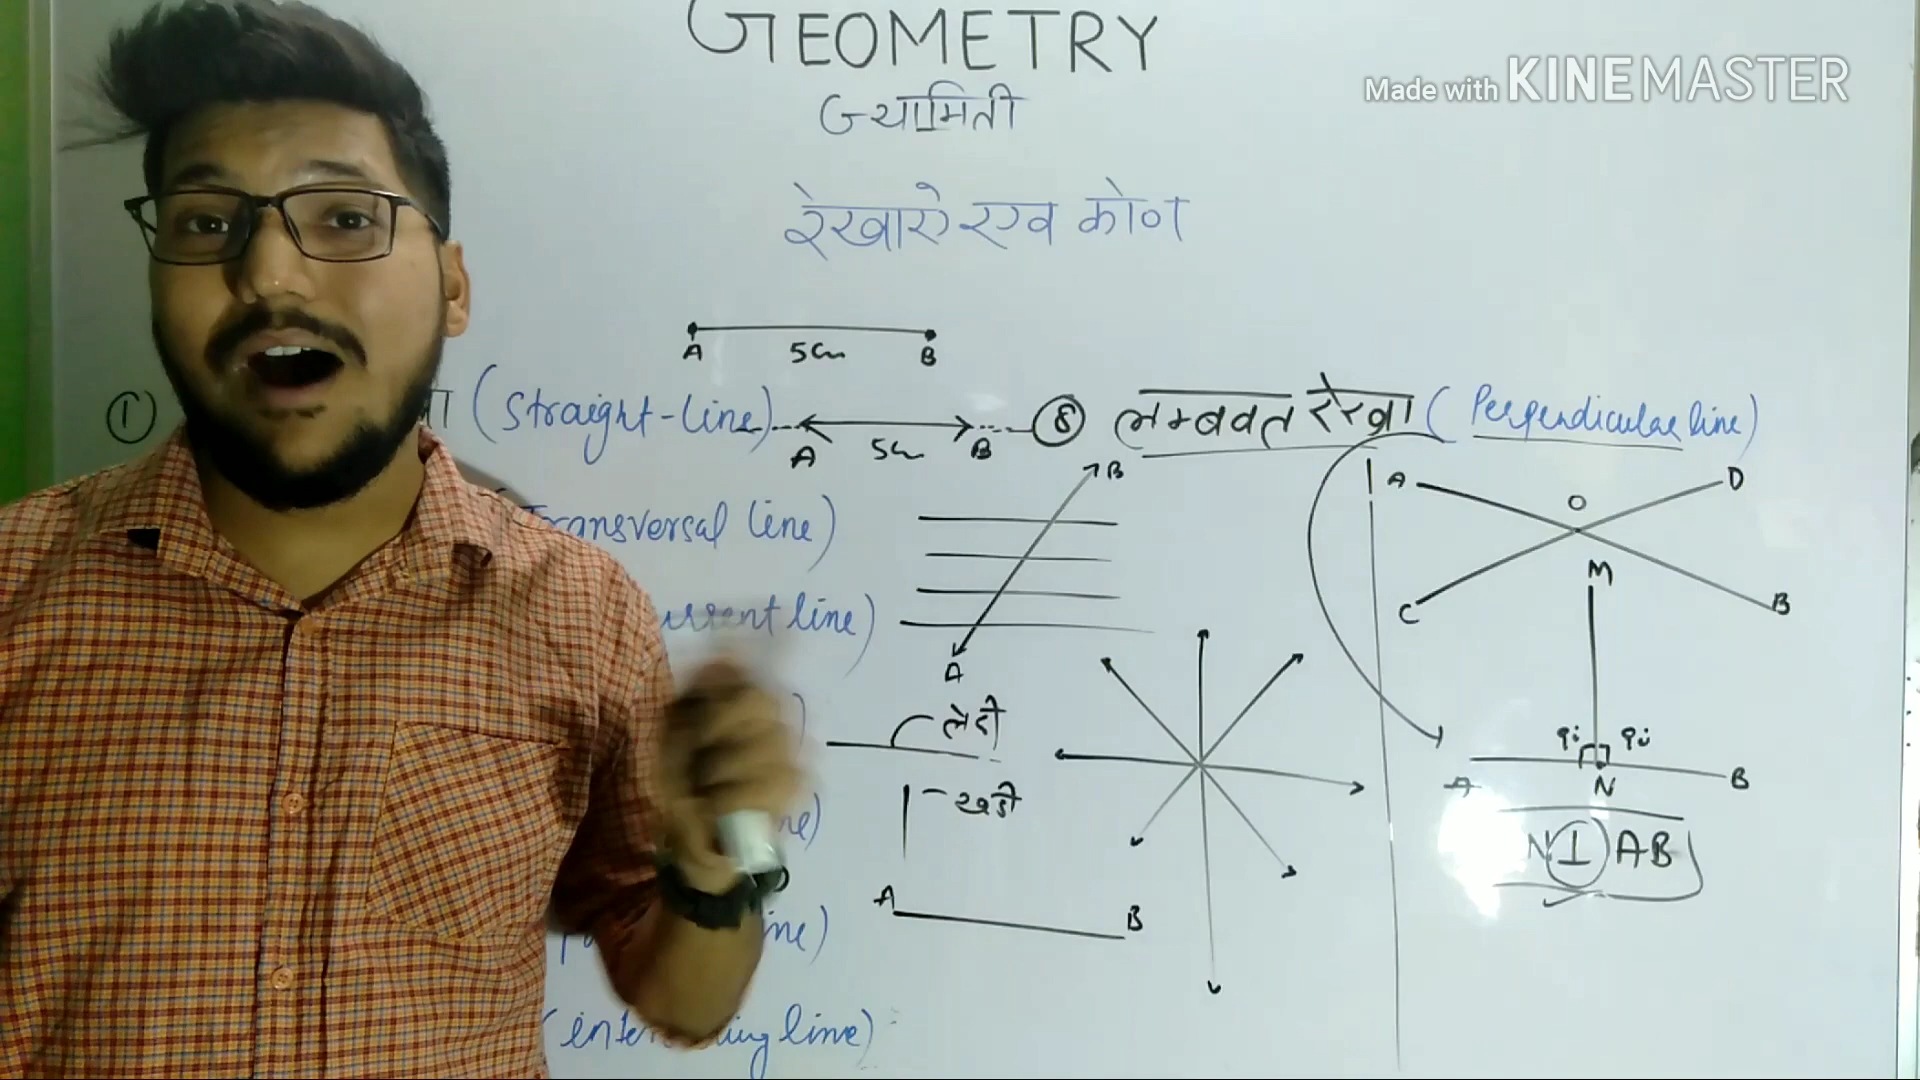 GEOMETRY
Made with KINEMASTER
ज्यामिती
रेखाऐ एवं कोण
A 5cm B
① (Straight-line)
A 5cm B
⑧ लम्बवत रेखा (Perpendicular line)
(Transversal line)
B
A
A O D
C B
line)
M
लेटी
90 90
A N B
खड़ी
N ⊥ AB
A B
line)